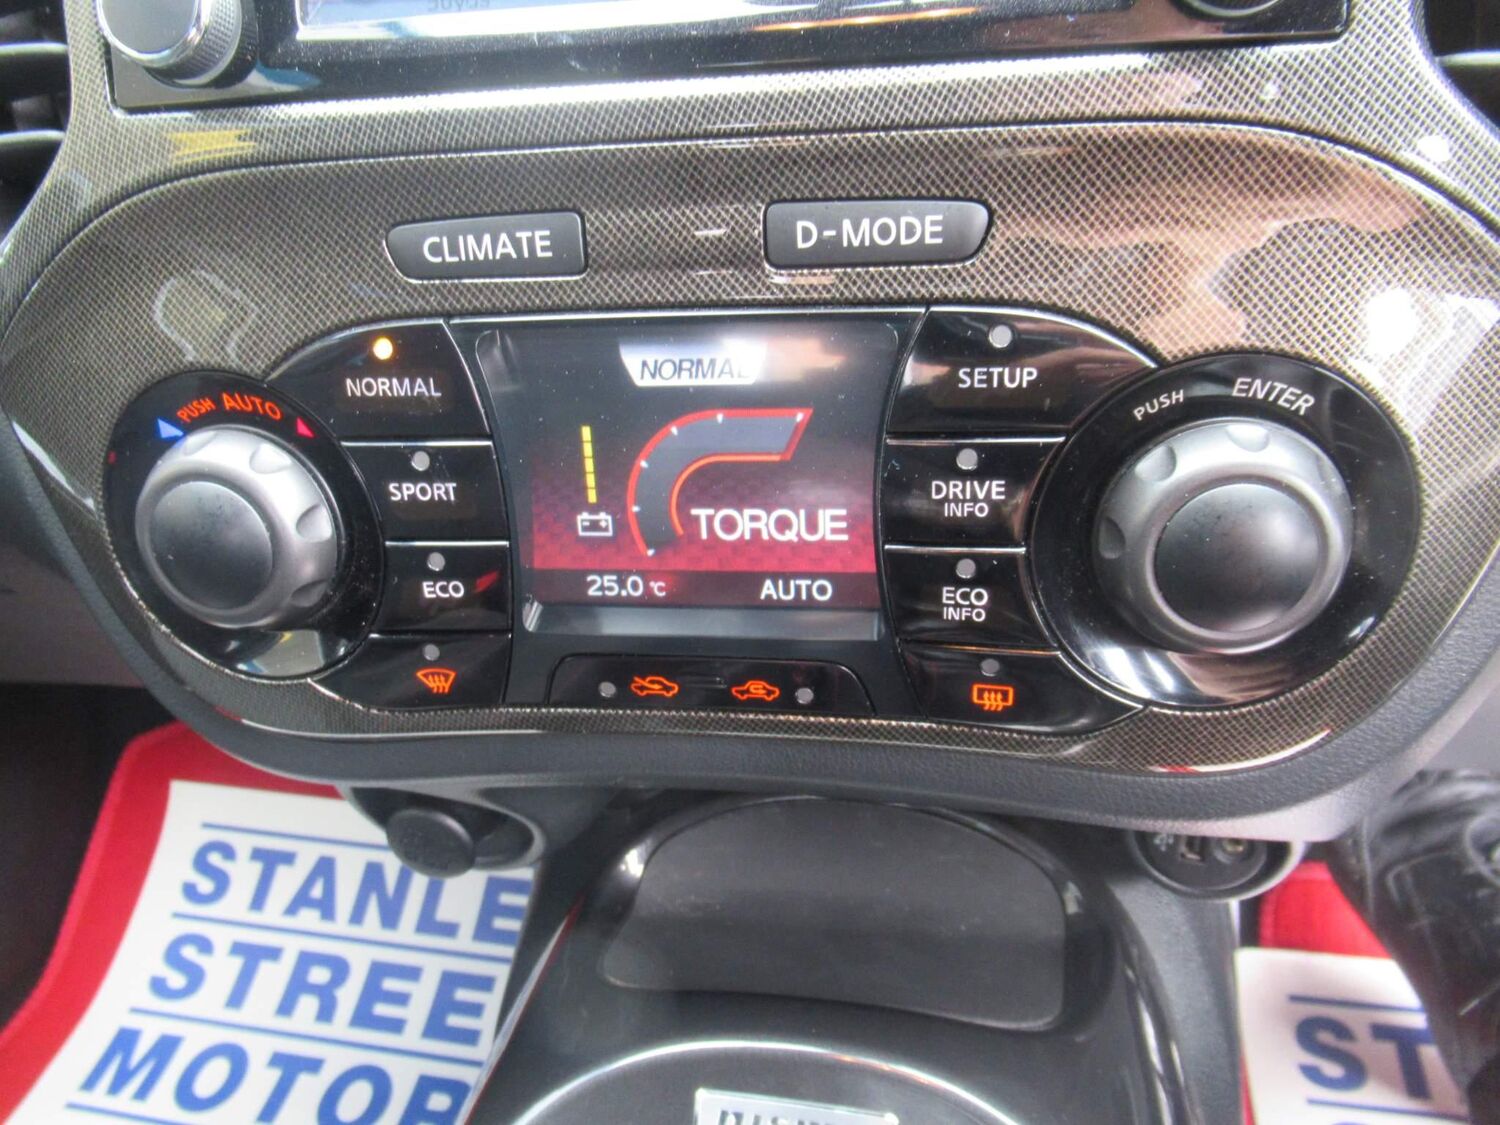 CLIMATE
D-MODE
NORMAL
PUSH AUTO
NORMAL
SETUP
PUSH ENTER
SPORT
DRIVE
INFO
TORQUE
ECO
25.0 °C
AUTO
ECO
INFO
STANLE
STREE
MOTOR
ST